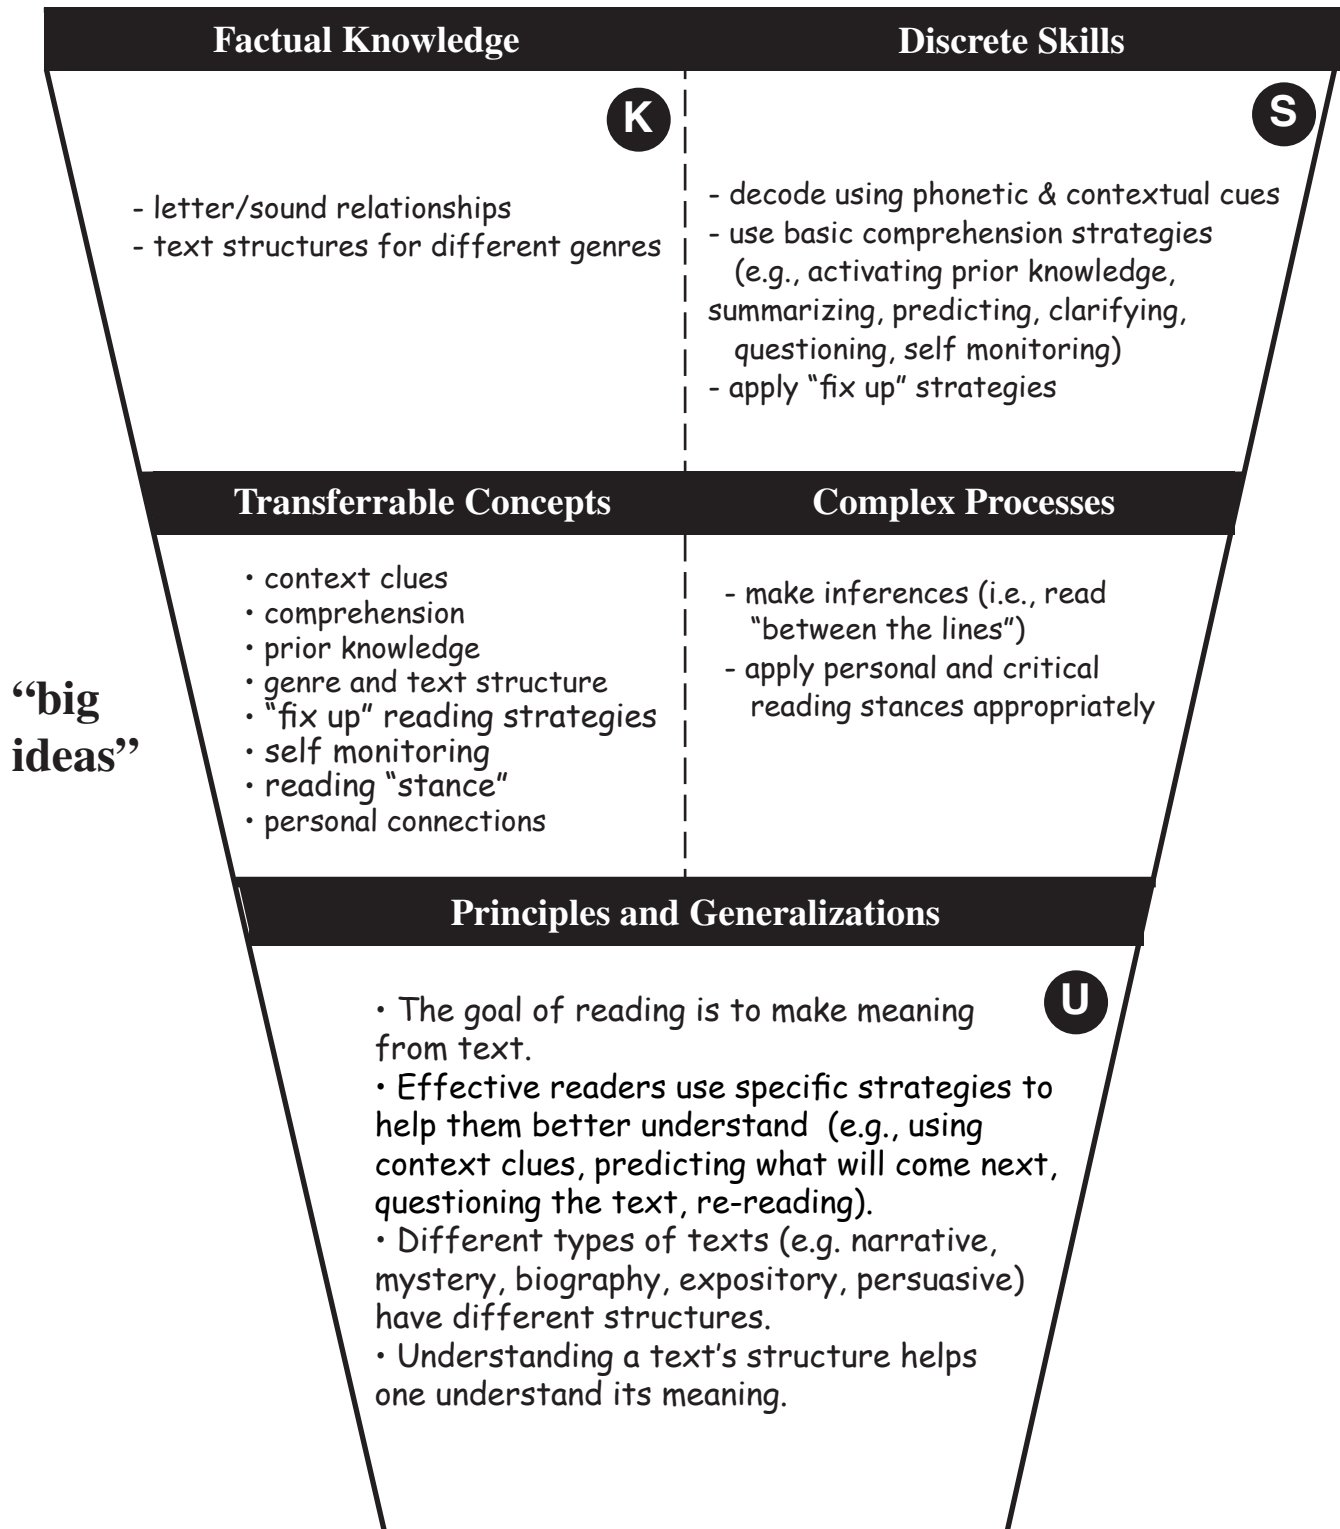 Factual Knowledge
Discrete Skills
K
- letter/sound relationships
- text structures for different genres
S
- decode using phonetic & contextual cues
- use basic comprehension strategies
(e.g., activating prior knowledge,
summarizing, predicting, clarifying,
questioning, self monitoring)
- apply “fix up” strategies
Transferrable Concepts
Complex Processes
“big
ideas”
• context clues
• comprehension
• prior knowledge
• genre and text structure
• “fix up” reading strategies
• self monitoring
• reading “stance”
• personal connections
- make inferences (i.e., read
“between the lines”)
- apply personal and critical
reading stances appropriately
Principles and Generalizations
U
• The goal of reading is to make meaning
from text.
• Effective readers use specific strategies to
help them better understand (e.g., using
context clues, predicting what will come next,
questioning the text, re-reading).
• Different types of texts (e.g. narrative,
mystery, biography, expository, persuasive)
have different structures.
• Understanding a text’s structure helps
one understand its meaning.